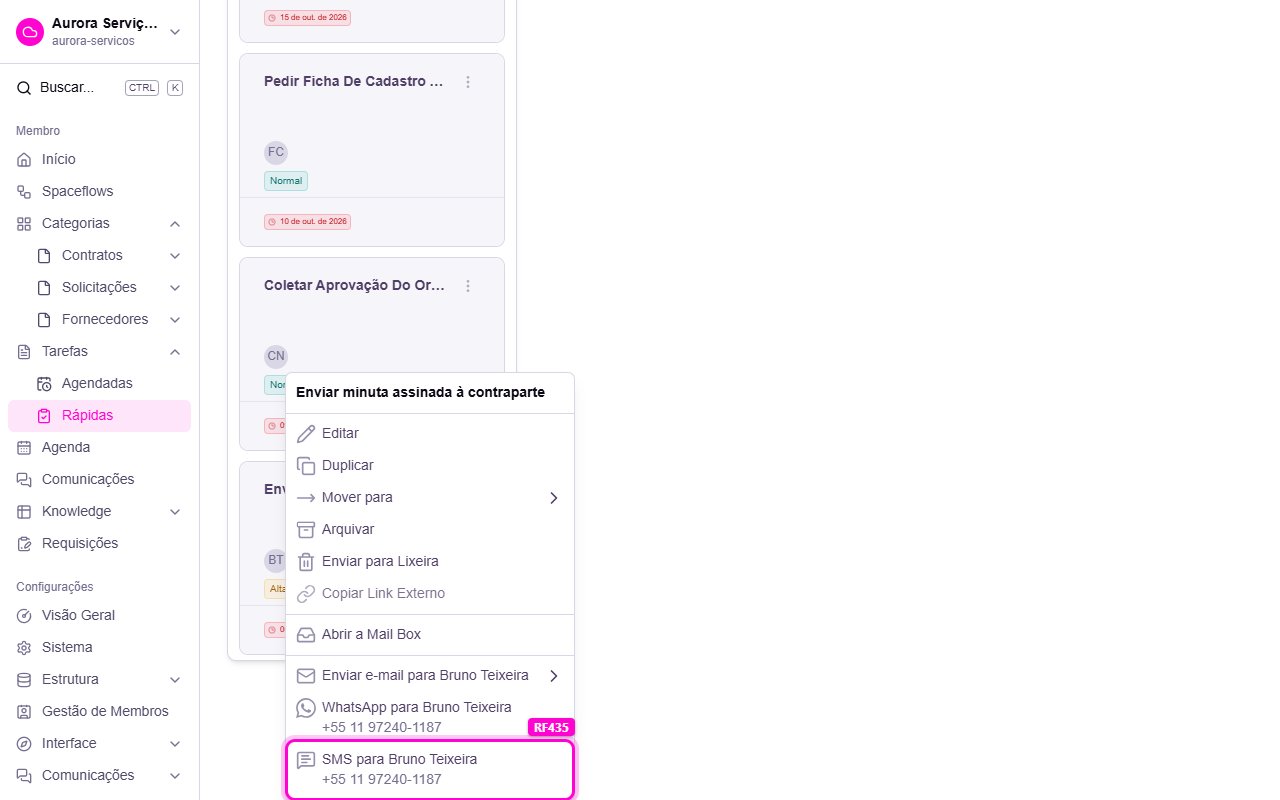 Aurora Serviç...
aurora-servicos
Buscar...
CTRL
K
Membro
Início
Spaceflows
Categorias
Contratos
Solicitações
Fornecedores
Tarefas
Agendadas
Rápidas
Agenda
Comunicações
Knowledge
Requisições
Configurações
Visão Geral
Sistema
Estrutura
Gestão de Membros
Interface
Comunicações
15 de out. de 2026
Pedir Ficha De Cadastro ...
FC
Normal
10 de out. de 2026
Coletar Aprovação Do Or...
CN
Nor
0
Env
BT
Alta
0
Enviar minuta assinada à contraparte
Editar
Duplicar
Mover para
Arquivar
Enviar para Lixeira
Copiar Link Externo
Abrir a Mail Box
Enviar e-mail para Bruno Teixeira
WhatsApp para Bruno Teixeira
+55 11 97240-1187
RF435
SMS para Bruno Teixeira
+55 11 97240-1187